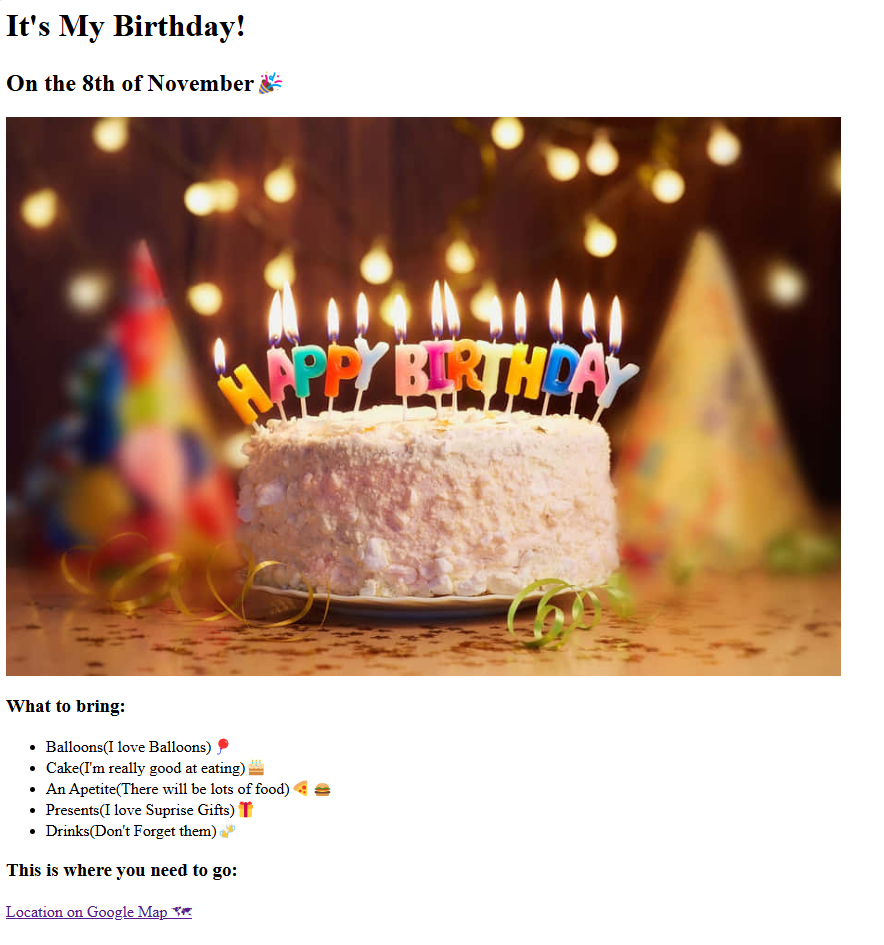 It's My Birthday!
On the 8th of November 🎉
HAPPY BIRTHDAY
What to bring:
Balloons(I love Balloons) 🎈
Cake(I'm really good at eating) 🎂
An Apetite(There will be lots of food) 🍕 🍔
Presents(I love Suprise Gifts) 🎁
Drinks(Don't Forget them) 🍻
This is where you need to go:
Location on Google Map 🗺